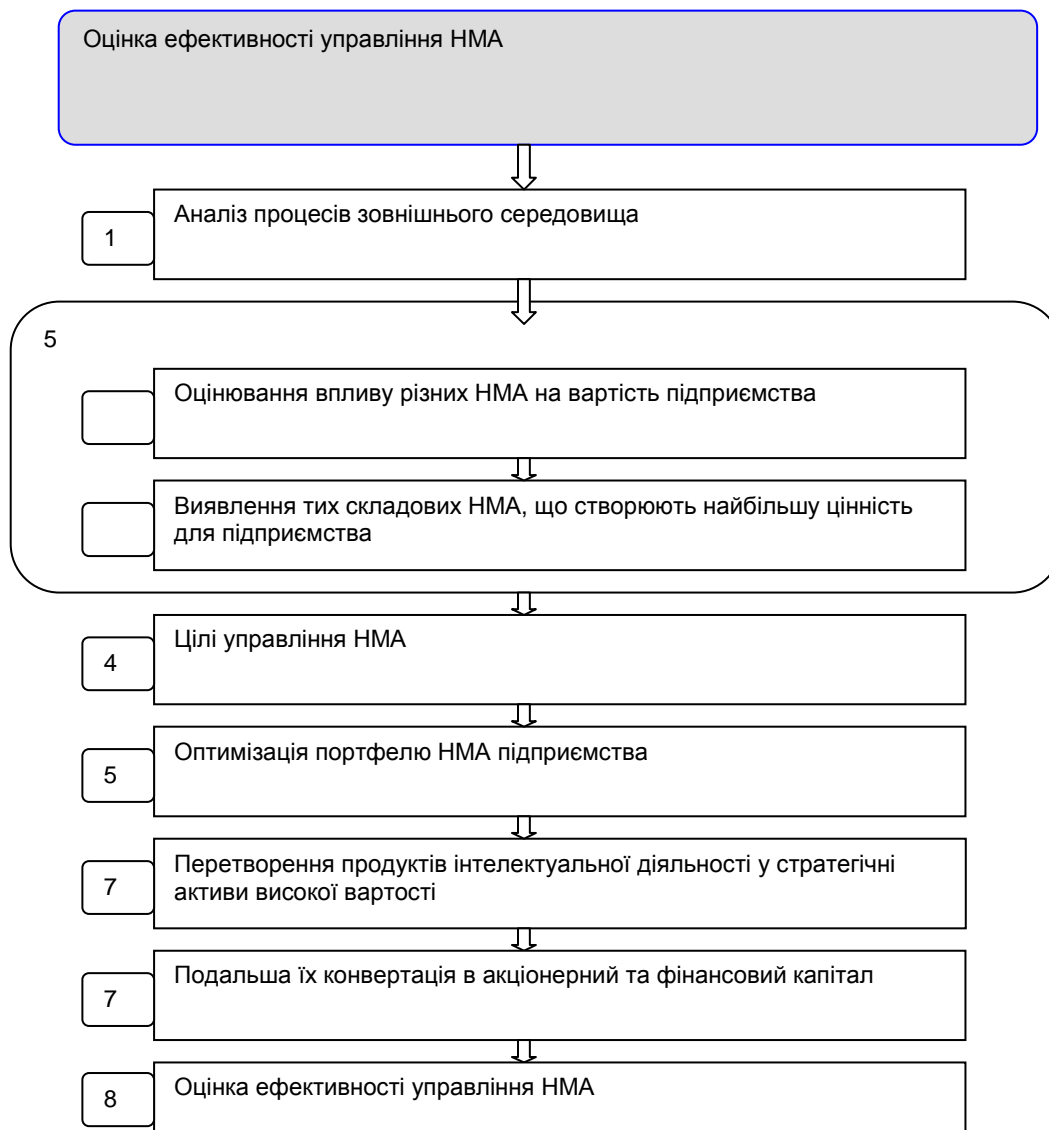 Оцінка ефективності управління НМА
1
Аналіз процесів зовнішнього середовища
5
Оцінювання впливу різних НМА на вартість підприємства
Виявлення тих складових НМА, що створюють найбільшу цінність
для підприємства
4
Цілі управління НМА
5
Оптимізація портфелю НМА підприємства
7
Перетворення продуктів інтелектуальної діяльності у стратегічні
активи високої вартості
7
Подальша їх конвертація в акціонерний та фінансовий капітал
8
Оцінка ефективності управління НМА